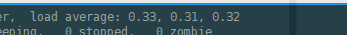 er,  load average: 0.33, 0.31, 0.32
eeping,   0 stopped,   0 zombie